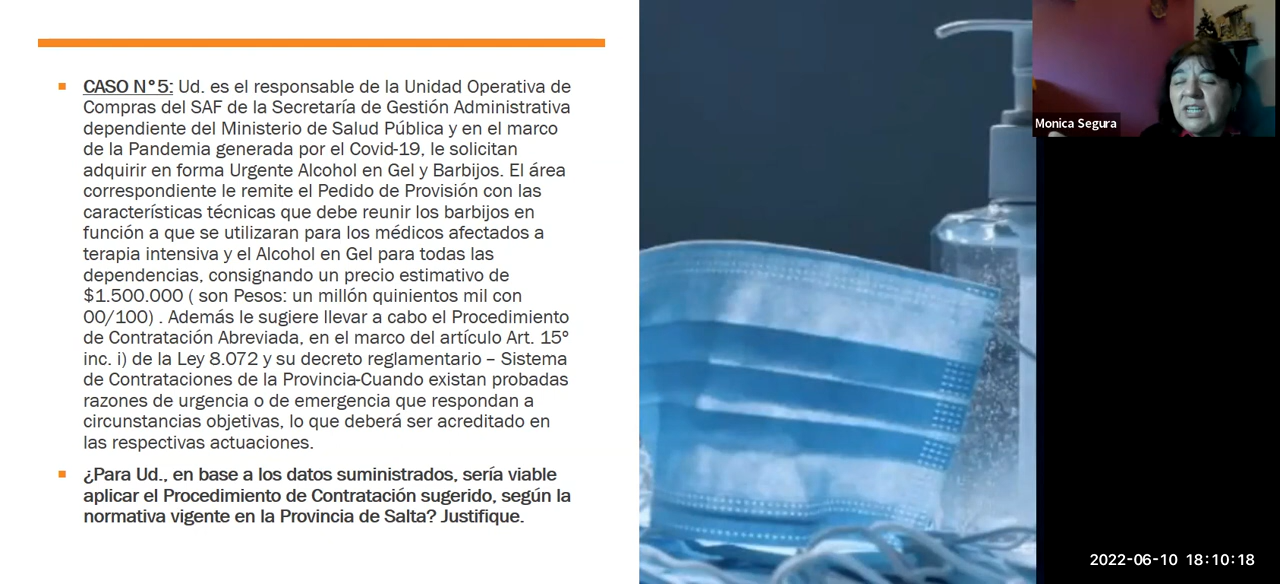 CASO N°5: Ud. es el responsable de la Unidad Operativa de
Compras del SAF de la Secretaría de Gestión Administrativa
dependiente del Ministerio de Salud Pública y en el marco
de la Pandemia generada por el Covid-19, le solicitan
adquirir en forma Urgente Alcohol en Gel y Barbijos. El área
correspondiente le remite el Pedido de Provisión con las
características técnicas que debe reunir los barbijos en
función a que se utilizaran para los médicos afectados a
terapia intensiva y el Alcohol en Gel para todas las
dependencias, consignando un precio estimativo de
$1.500.000 ( son Pesos: un millón quinientos mil con
00/100) . Además le sugiere llevar a cabo el Procedimiento
de Contratación Abreviada, en el marco del artículo Art. 15°
inc. i) de la Ley 8.072 y su decreto reglamentario – Sistema
de Contrataciones de la Provincia-Cuando existan probadas
razones de urgencia o de emergencia que respondan a
circunstancias objetivas, lo que deberá ser acreditado en
las respectivas actuaciones.
¿Para Ud., en base a los datos suministrados, sería viable
aplicar el Procedimiento de Contratación sugerido, según la
normativa vigente en la Provincia de Salta? Justifique.
Monica Segura
2022-06-10 18:10:18